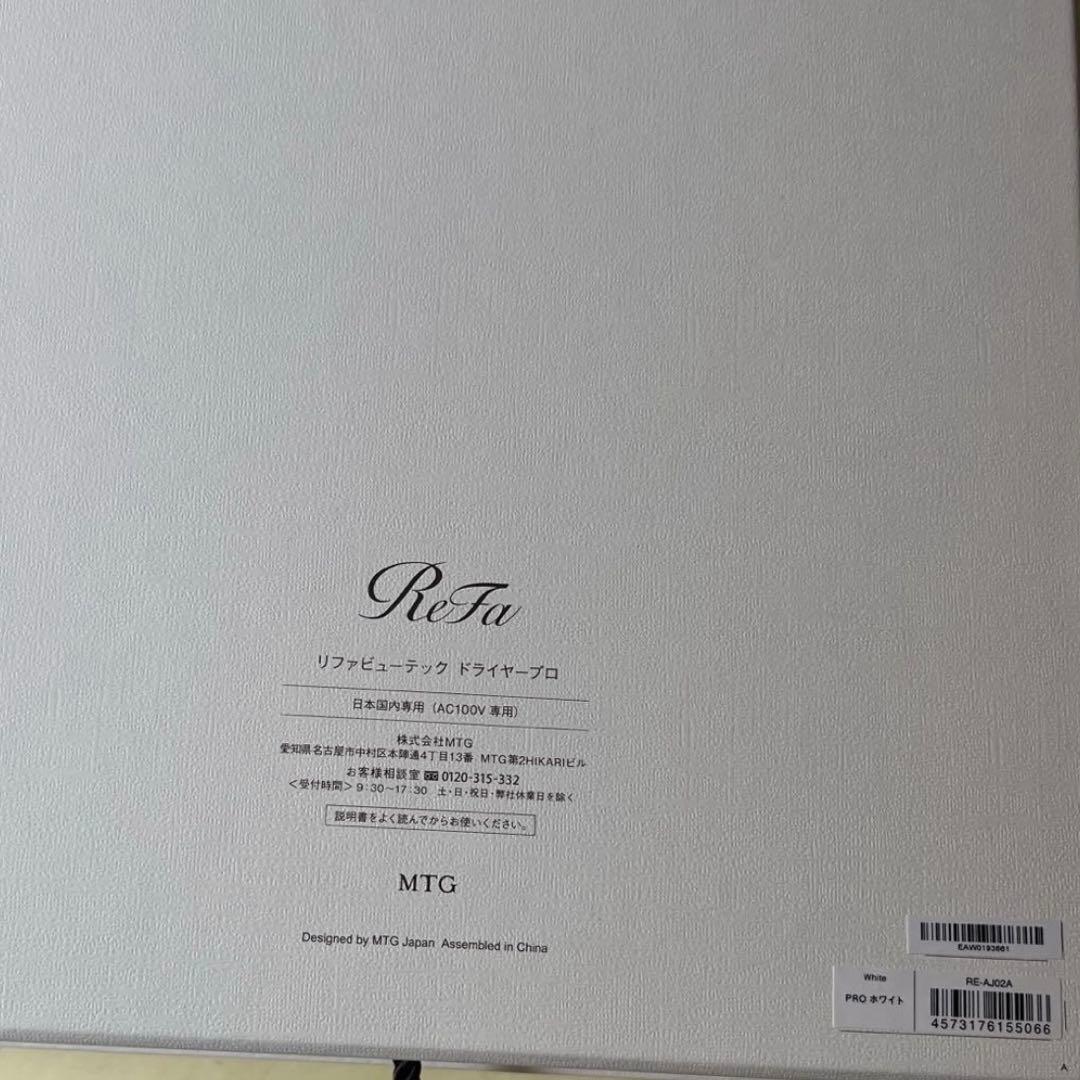 ReFa
リファビューテック ドライヤープロ
日本国内専用（AC100V 専用）
株式会社MTG
愛知県名古屋市中村区本陣通4丁目13番 MTG第2HIKARIビル
お客様相談室 0120-315-332
＜受付時間＞9：30〜17：30 土・日・祝日・弊社休業日を除く
説明書をよく読んでからお使いください。
MTG
Designed by MTG Japan Assembled in China
EAW0193661
White
PRO ホワイト
RE-AJ02A
4573176155066
A